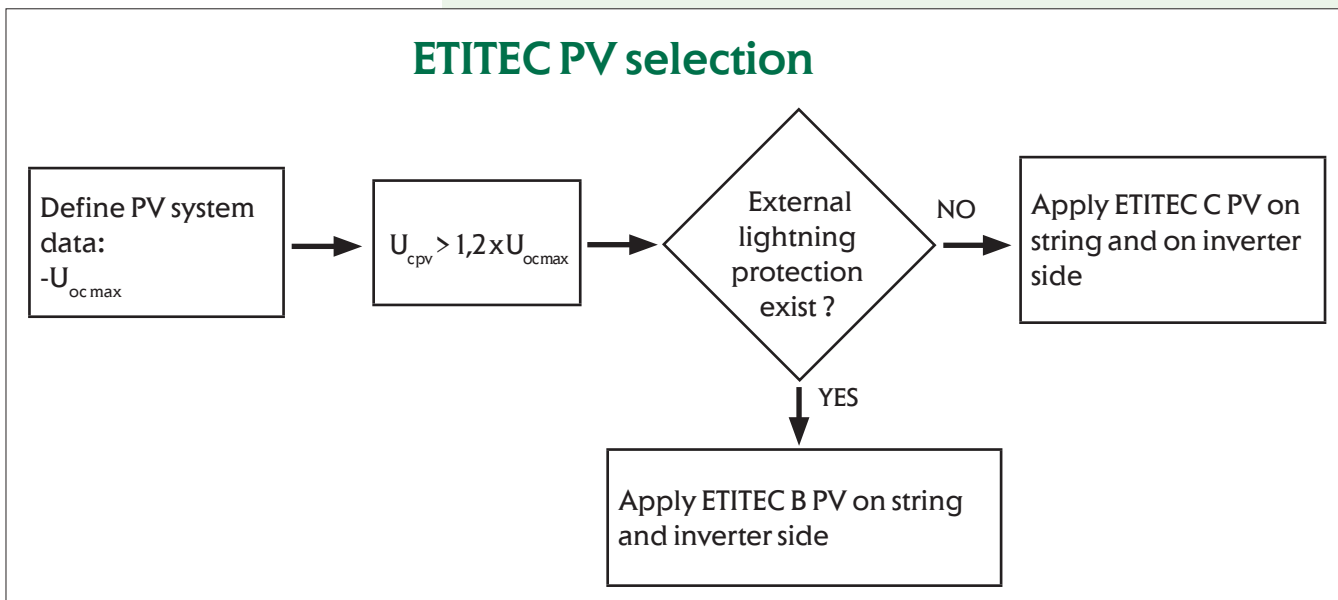 ETITEC PV selection
Define PV system
data:
-U oc max
U cpv > 1,2 x U ocmax
External
lightning
protection
exist ?
NO
Apply ETITEC C PV on
string and on inverter
side
YES
Apply ETITEC B PV on string
and inverter side